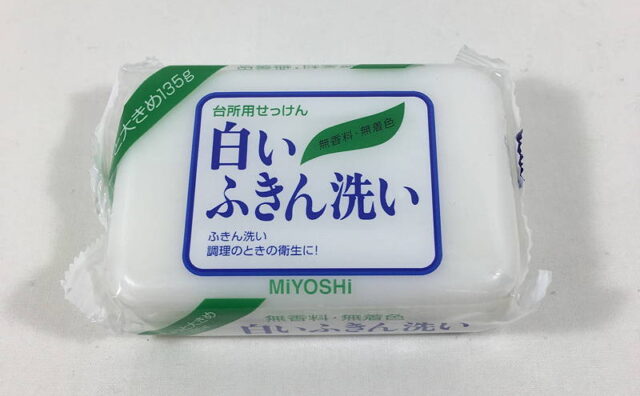 大きめ135g
台所用せっけん
無香料・無着色
白い
ふきん洗い
ふきん洗い
調理のときの衛生に!
MiYOSHi
無香料・無着色
白いふきん洗い